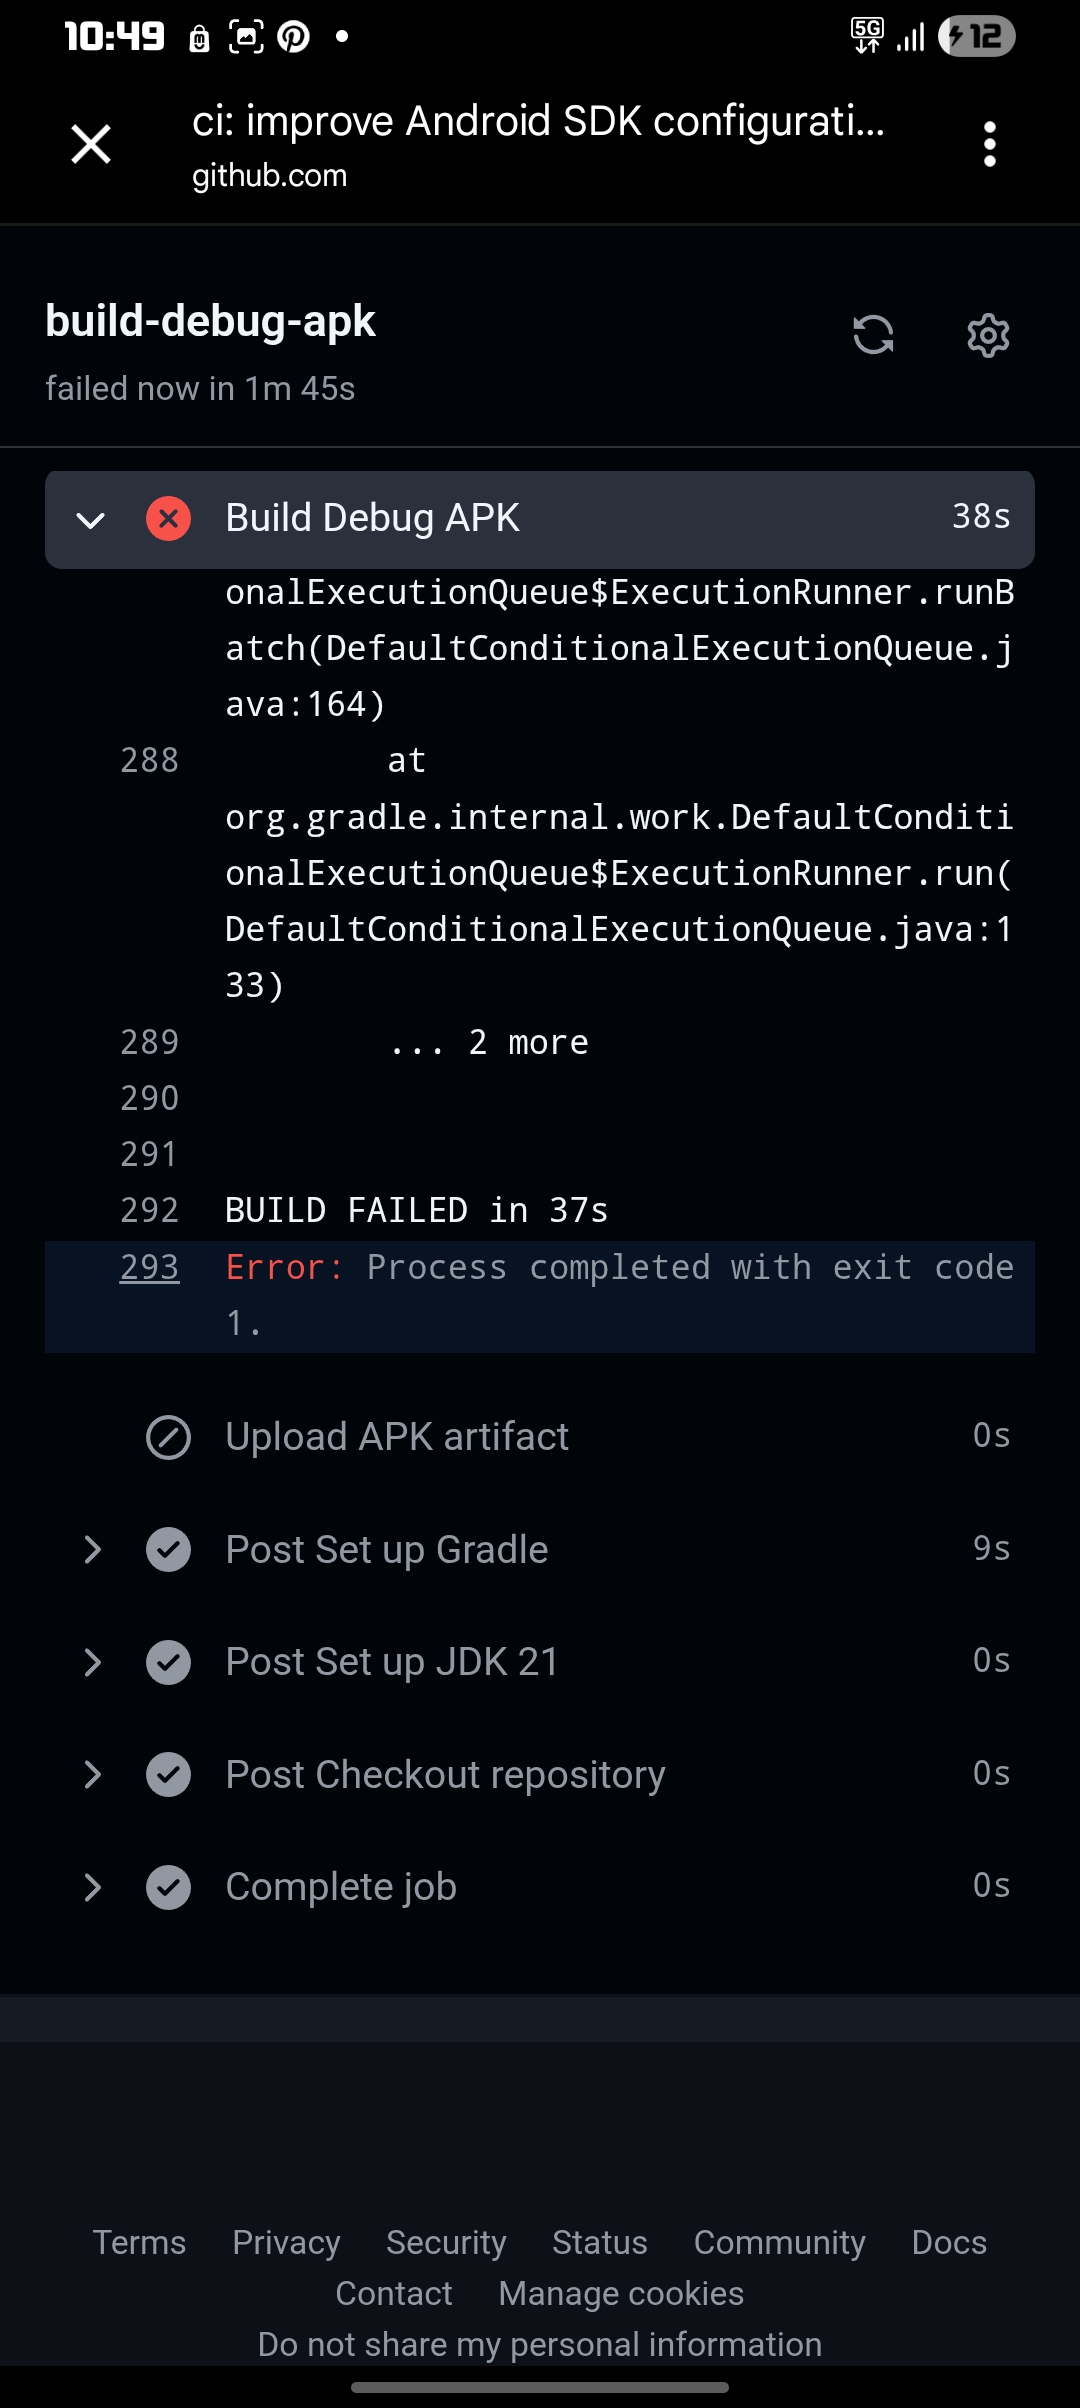 10:49
5G
12
ci: improve Android SDK configurati...
github.com
build-debug-apk
failed now in 1m 45s
Build Debug APK 38s
onalExecutionQueue$ExecutionRunner.runB
atch(DefaultConditionalExecutionQueue.j
ava:164)
288 at
org.gradle.internal.work.DefaultConditi
onalExecutionQueue$ExecutionRunner.run(
DefaultConditionalExecutionQueue.java:1
33)
289 ... 2 more
290
291
292 BUILD FAILED in 37s
293 Error: Process completed with exit code
1.
Upload APK artifact 0s
Post Set up Gradle 9s
Post Set up JDK 21 0s
Post Checkout repository 0s
Complete job 0s
Terms Privacy Security Status Community Docs
Contact Manage cookies
Do not share my personal information